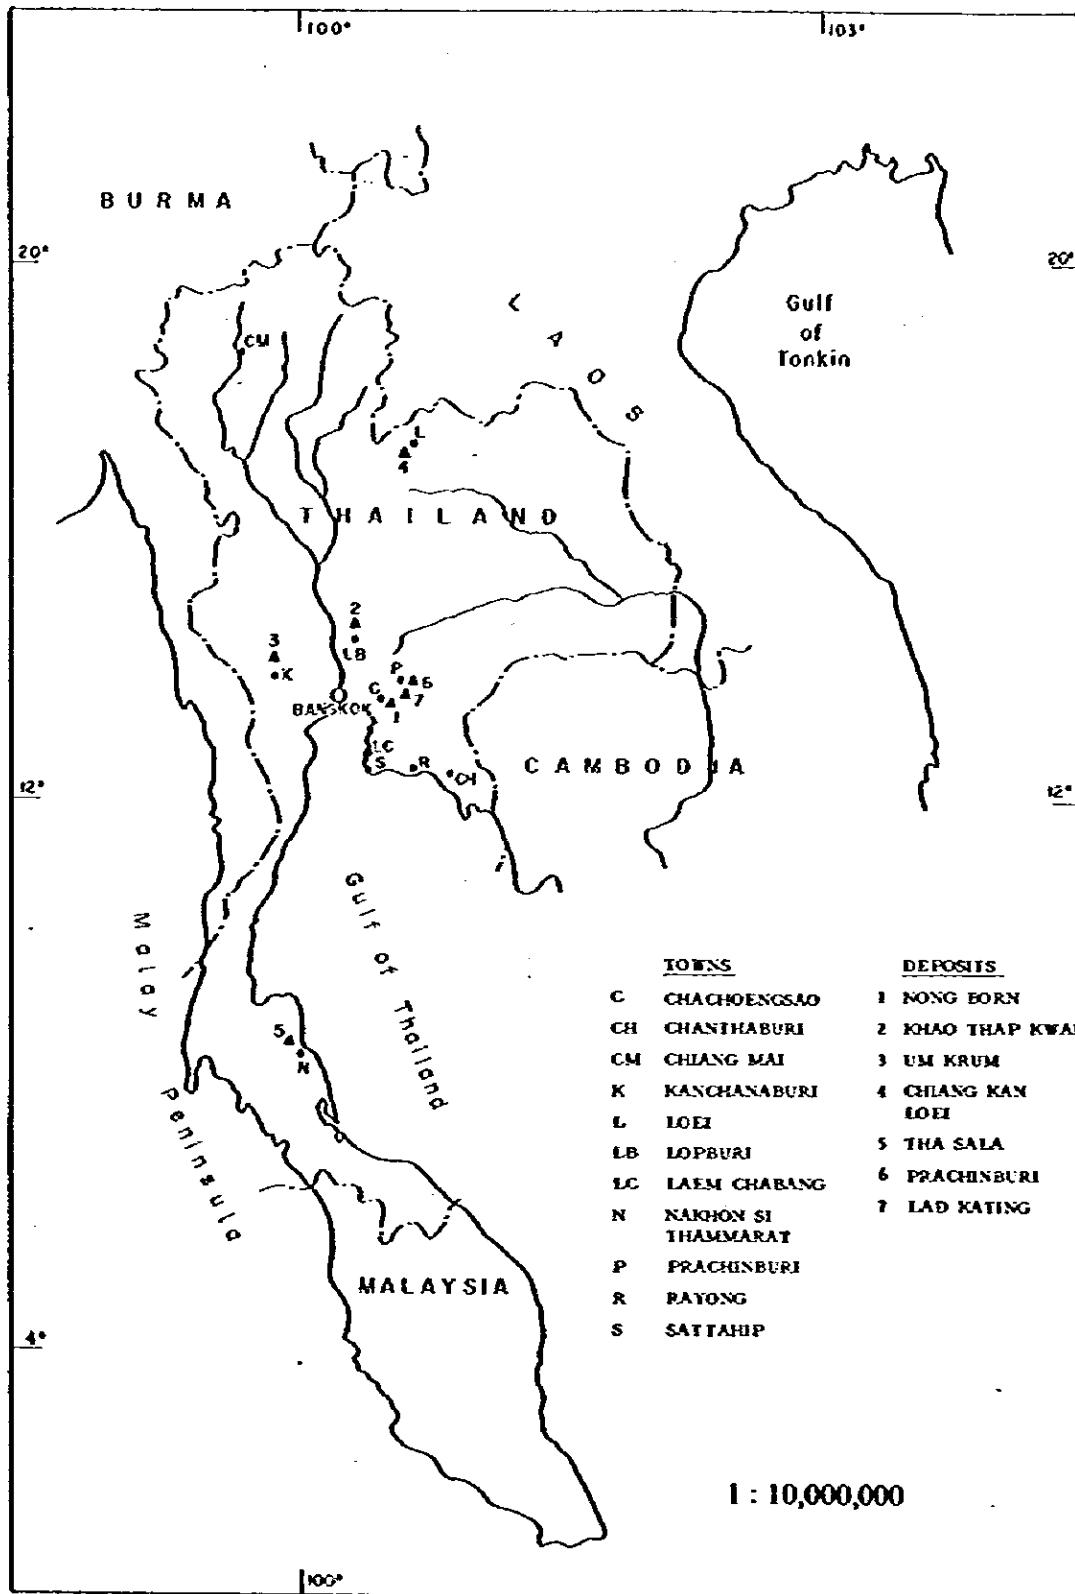 100°
103°
BURMA
20°
20°
LAOS
Gulf
of
Tonkin
CM
L
4
THAILAND
2
LB
3
K
P
6
C
7
1
BANGKOK
LC
S
R
CH
CAMBODIA
12°
12°
Gulf of Thailand
Malay Peninsula
5
N
MALAYSIA
4°
TOWNS
C CHACHOENGSAO
CH CHANTHABURI
CM CHIANG MAI
K KANCHANABURI
L LOEI
LB LOPBURI
LC LAEM CHABANG
N NAKHON SI
THAMMARAT
P PRACHINBURI
R RAYONG
S SATTAHIP
DEPOSITS
1 NONG BORN
2 KHAO THAP KWAI
3 UM KRUM
4 CHIANG KAN
LOEI
5 THA SALA
6 PRACHINBURI
7 LAD KATING
1 : 10,000,000
100°